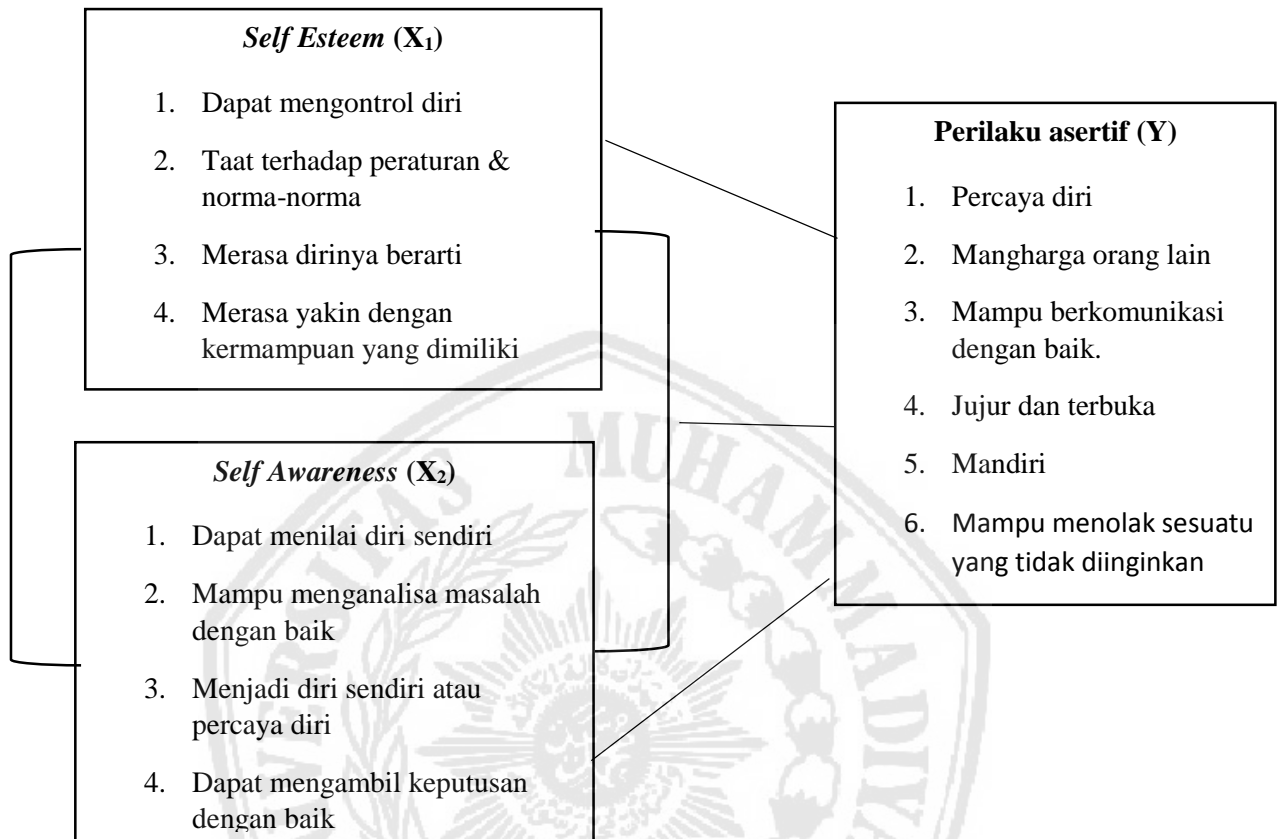 Self Esteem (X₁)
1. Dapat mengontrol diri
2. Taat terhadap peraturan &
norma-norma
3. Merasa dirinya berarti
4. Merasa yakin dengan
kermampuan yang dimiliki
Self Awareness (X₂)
1. Dapat menilai diri sendiri
2. Mampu menganalisa masalah
dengan baik
3. Menjadi diri sendiri atau
percaya diri
4. Dapat mengambil keputusan
dengan baik
Perilaku asertif (Y)
1. Percaya diri
2. Mangharga orang lain
3. Mampu berkomunikasi
dengan baik.
4. Jujur dan terbuka
5. Mandiri
6. Mampu menolak sesuatu
yang tidak diinginkan
MUHAMMADIY